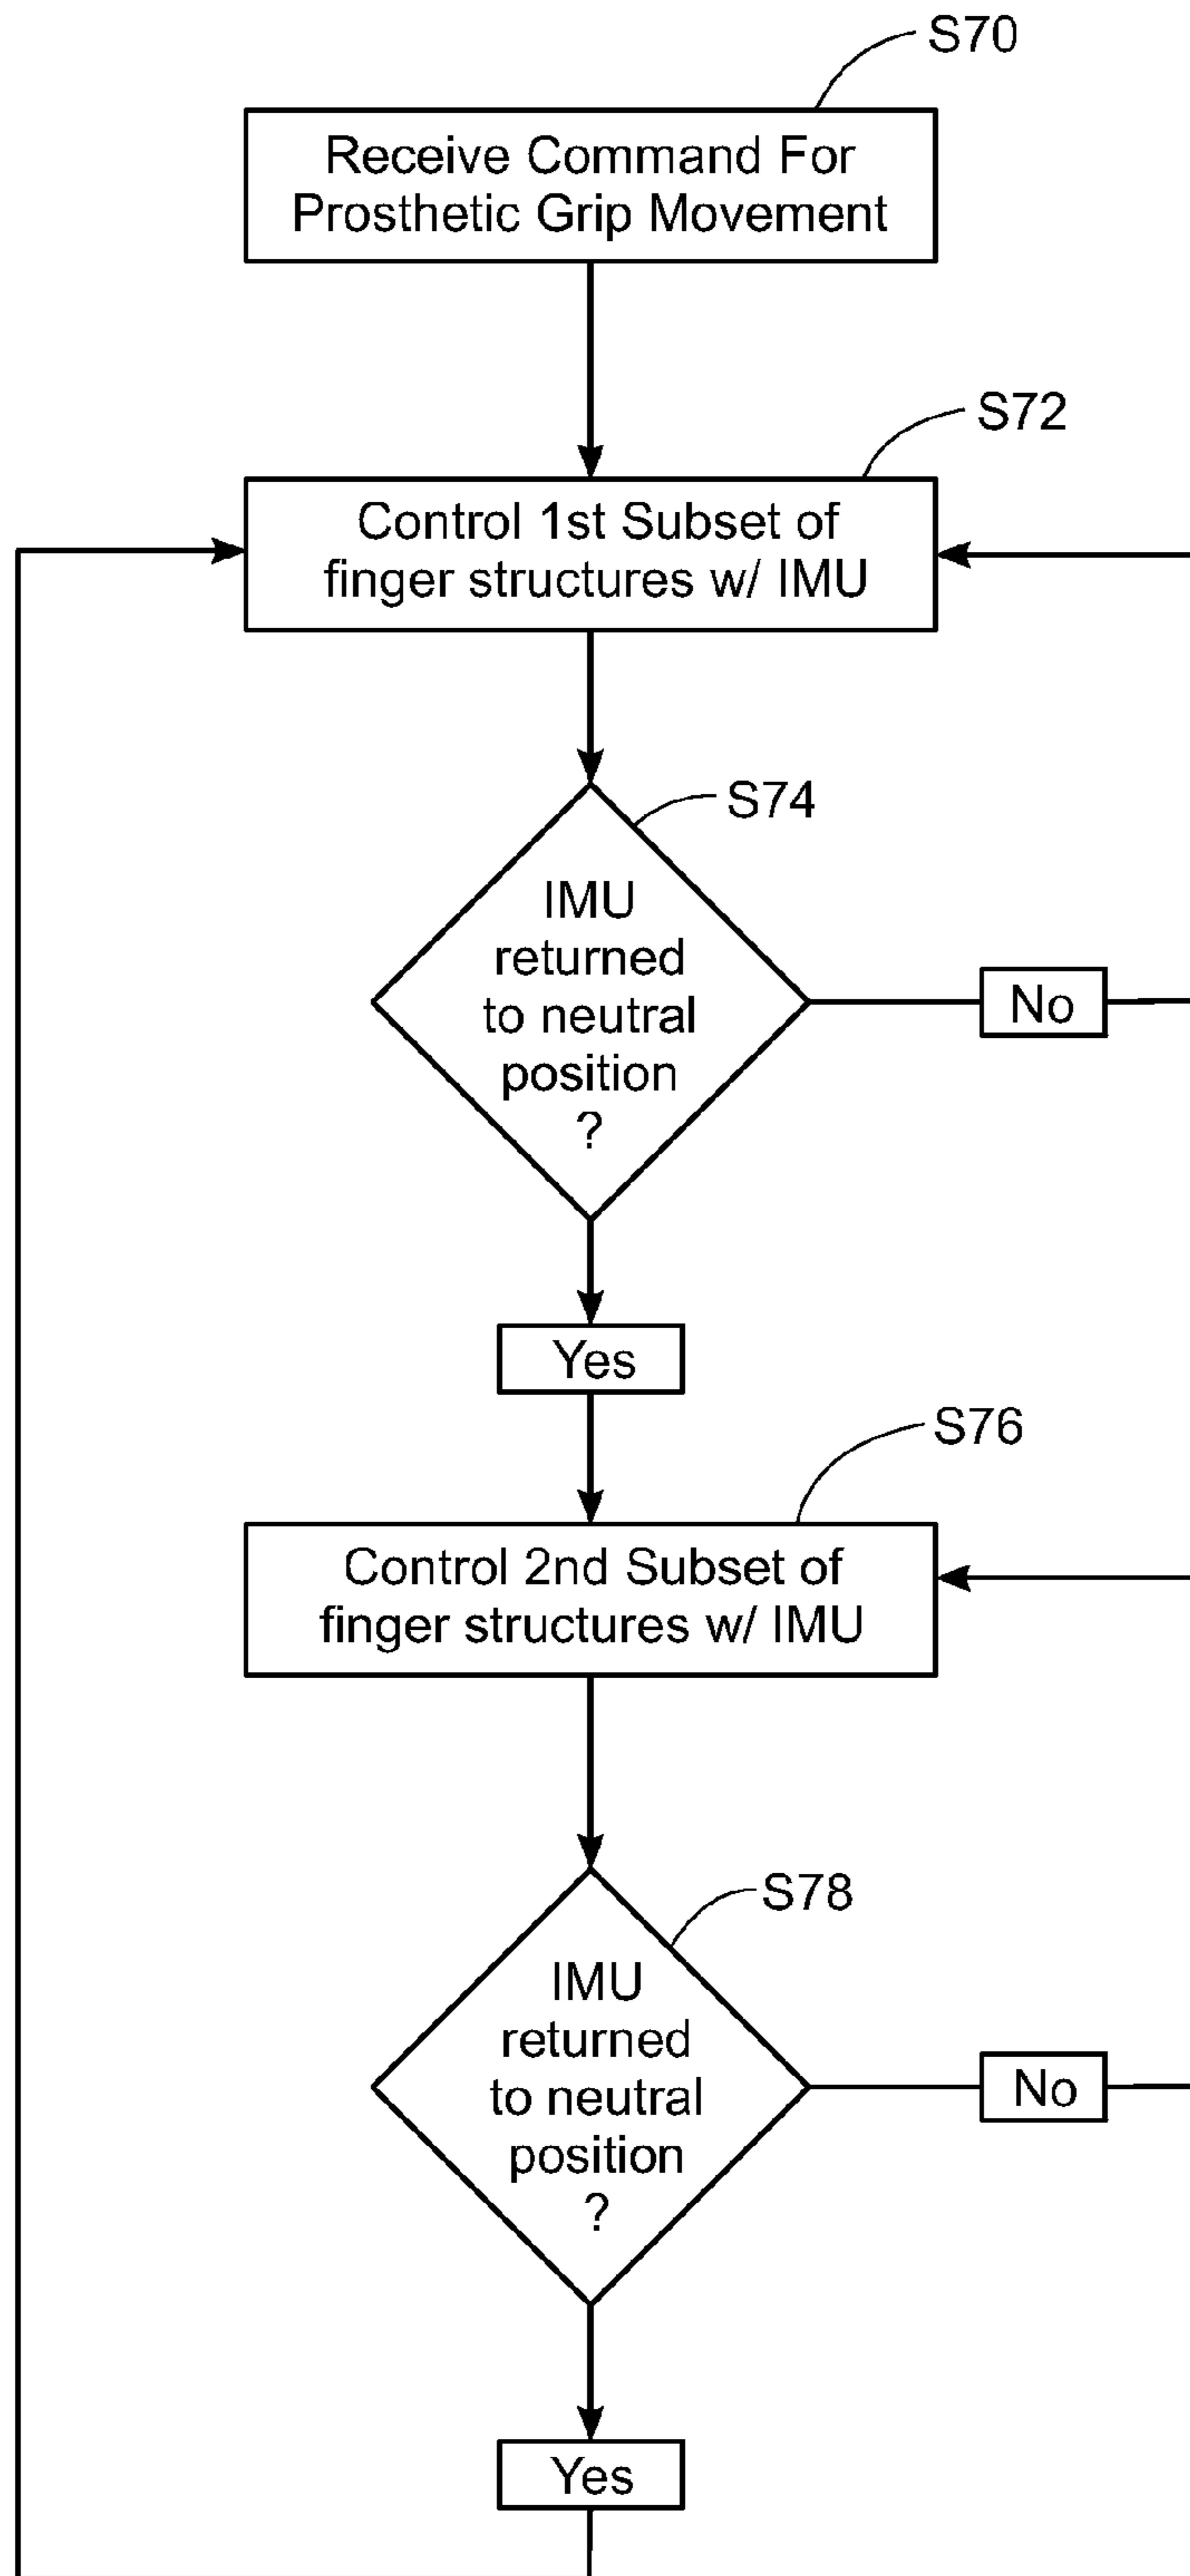 S70
Receive Command For
Prosthetic Grip Movement
S72
Control 1st Subset of
finger structures w/ IMU
S74
IMU
returned
to neutral
position
?
No
Yes
S76
Control 2nd Subset of
finger structures w/ IMU
S78
IMU
returned
to neutral
position
?
No
Yes